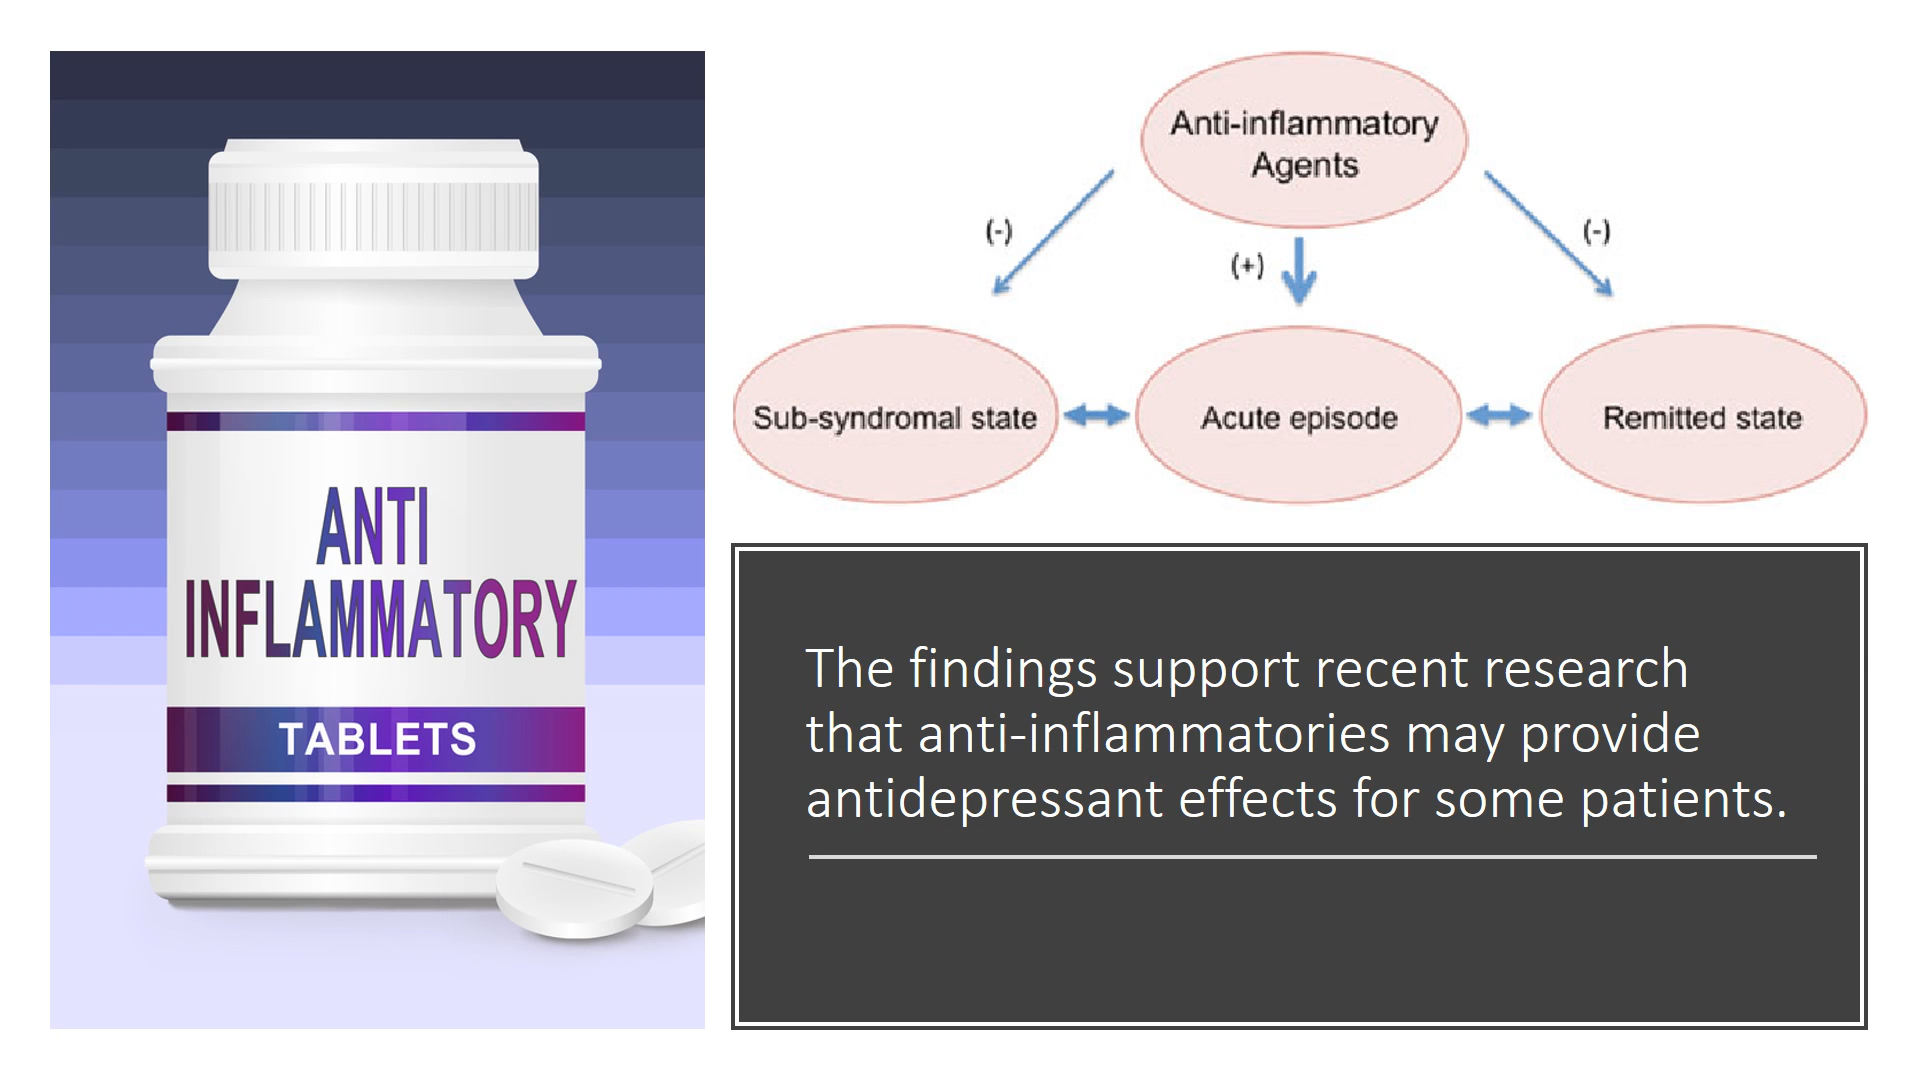 ANTI
INFLAMMATORY
TABLETS
Anti-inflammatory
Agents
(-)
(+)
(-)
Sub-syndromal state
Acute episode
Remitted state
The findings support recent research
that anti-inflammatories may provide
antidepressant effects for some patients.